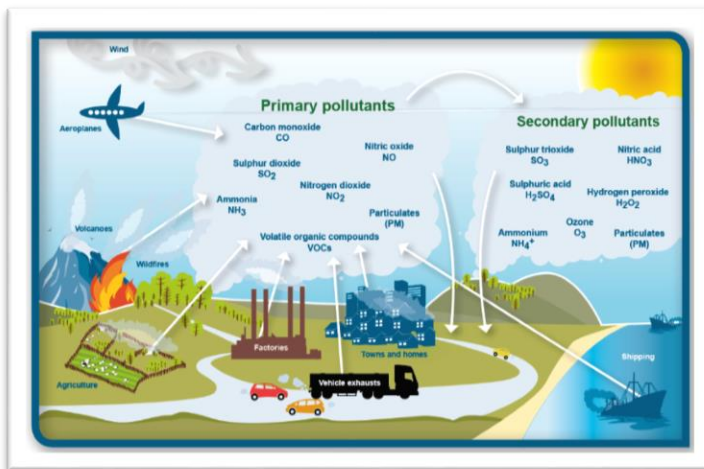 Wind
Primary pollutants
Aeroplanes
Carbon monoxide
CO
Nitric oxide
NO
Sulphur dioxide
SO₂
Nitrogen dioxide
NO₂
Ammonia
NH₃
Particulates
(PM)
Volatile organic compounds
VOCs
Secondary pollutants
Sulphur trioxide
SO₃
Nitric acid
HNO₃
Sulphuric acid
H₂SO₄
Hydrogen peroxide
H₂O₂
Ozone
O₃
Ammonium
NH₄⁺
Particulates
(PM)
Volcanoes
Wildfires
Agriculture
Factories
Towns and homes
Vehicle exhausts
Shipping